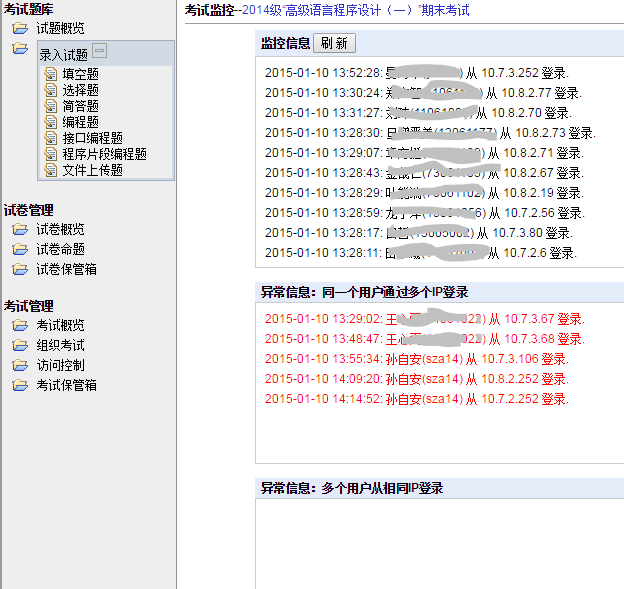 考试题库
试题概览
录入试题
填空题
选择题
简答题
编程题
接口编程题
程序片段编程题
文件上传题
试卷管理
试卷概览
试卷命题
试卷保管箱
考试管理
考试概览
组织考试
访问控制
考试保管箱
考试监控--2014级“高级语言程序设计（一）”期末考试
监控信息 刷 新
2015-01-10 13:52:28: ) 从 10.7.3.252 登录.
2015-01-10 13:30:24: 从 10.8.2.77 登录.
2015-01-10 13:31:27: 从 10.8.2.70 登录.
2015-01-10 13:28:30: 从 10.8.2.73 登录.
2015-01-10 13:29:07: 从 10.8.2.71 登录.
2015-01-10 13:28:43: 从 10.8.2.67 登录.
2015-01-10 13:28:29: 从 10.8.2.19 登录.
2015-01-10 13:28:59: 从 10.7.2.56 登录.
2015-01-10 13:28:17: 从 10.7.3.80 登录.
2015-01-10 13:28:11: 从 10.7.2.6 登录.
异常信息：同一个用户通过多个IP登录
2015-01-10 13:29:02: 王 ) 从 10.7.3.67 登录.
2015-01-10 13:48:47: 王 ) 从 10.7.3.68 登录.
2015-01-10 13:55:34: 孙自安(sza14) 从 10.7.3.106 登录.
2015-01-10 14:09:20: 孙自安(sza14) 从 10.8.2.252 登录.
2015-01-10 14:14:52: 孙自安(sza14) 从 10.7.2.252 登录.
异常信息：多个用户从相同IP登录